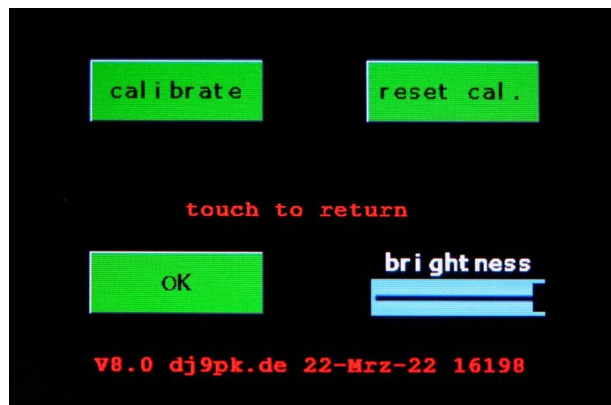 calibrate
reset cal.
touch to return
OK
brightness
V8.0 dj9pk.de 22-Mrz-22 16198